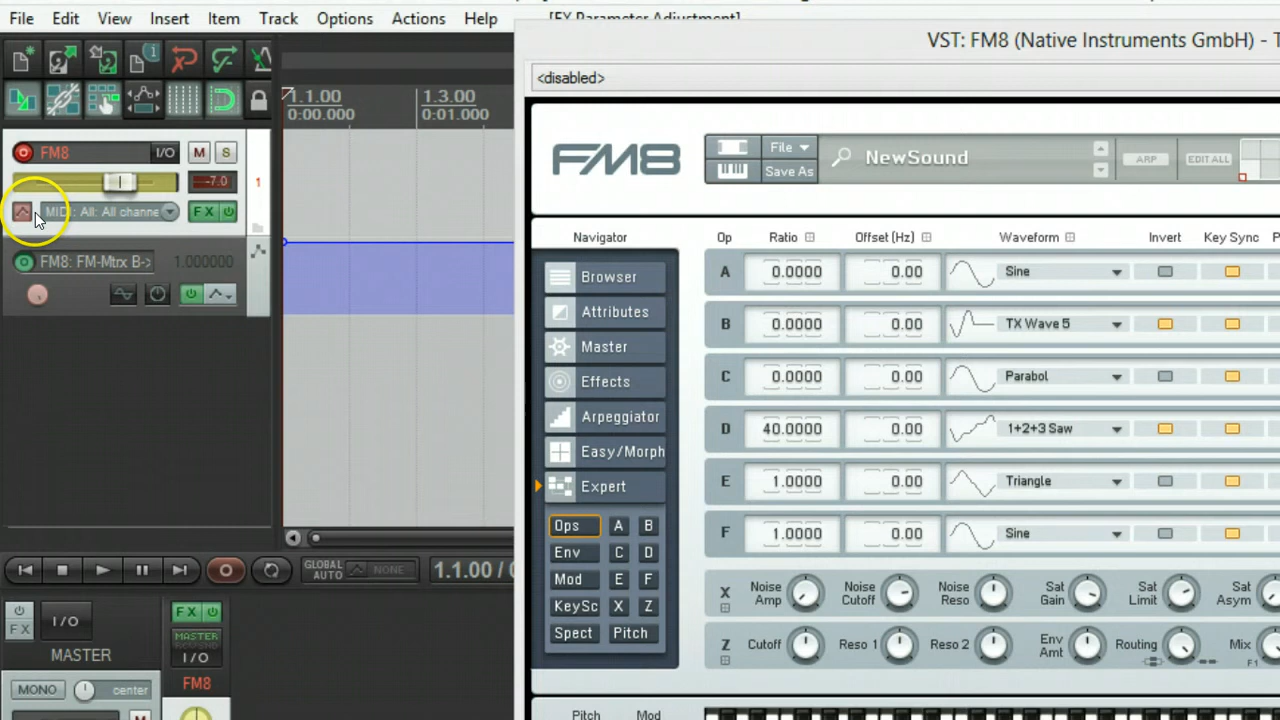 File Edit View Insert Item Track Options Actions Help [FX Parameter Adjustment]
VST: FM8 (Native Instruments GmbH) - T
<disabled>
1.1.00 1.3.00
0:00.000 0:01.000
FM8 I/O M S
-7.0
1
MIDI: All: All channe FX
FM8: FM-Mtrx B-> 1.000000
FM8 File Save As NewSound ARP EDIT ALL
Navigator Op Ratio Offset (Hz) Waveform Invert Key Sync P
Browser
Attributes
Master
Effects
Arpeggiator
Easy/Morph
Expert
Ops A B
Env C D
Mod E F
KeySc X Z
Spect Pitch
A 0.0000 0.00 Sine
B 0.0000 0.00 TX Wave 5
C 0.0000 0.00 Parabol
D 40.0000 0.00 1+2+3 Saw
E 1.0000 0.00 Triangle
F 1.0000 0.00 Sine
X Noise Amp Noise Cutoff Noise Reso Sat Gain Sat Limit Sat Asym
Z Cutoff Reso 1 Reso 2 Env Amt Routing Mix
F1
Pitch Mod
GLOBAL AUTO NONE 1.1.00 / 0
FX I/O
MASTER
MONO center
M
FX
MASTER
I/O
FM8